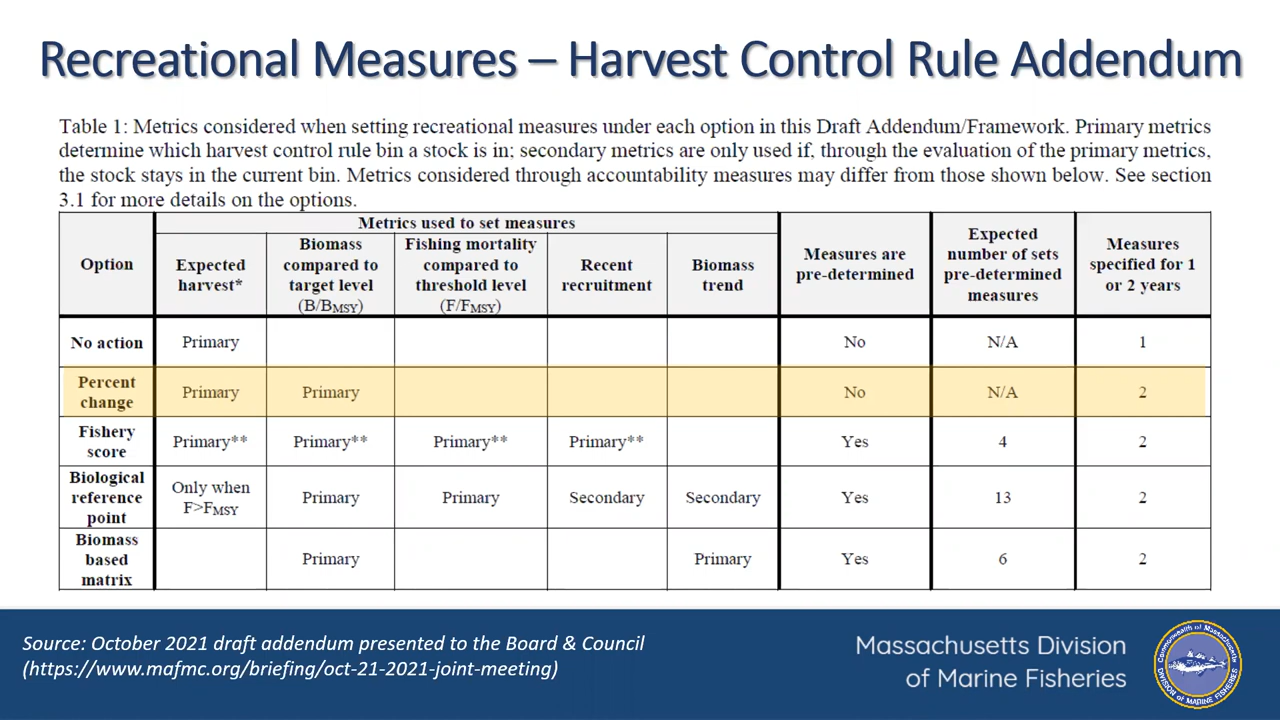 Recreational Measures – Harvest Control Rule Addendum
Table 1: Metrics considered when setting recreational measures under each option in this Draft Addendum/Framework. Primary metrics
determine which harvest control rule bin a stock is in; secondary metrics are only used if, through the evaluation of the primary metrics,
the stock stays in the current bin. Metrics considered through accountability measures may differ from those shown below. See section
3.1 for more details on the options.
Option
Metrics used to set measures
Expected
harvest*
Biomass
compared to
target level
(B/BMSY)
Fishing mortality
compared to
threshold level
(F/FMSY)
Recent
recruitment
Biomass
trend
Measures are
pre-determined
Expected
number of sets
pre-determined
measures
Measures
specified for 1
or 2 years
No action Primary No N/A 1
Percent
change
Primary Primary No N/A 2
Fishery
score
Primary** Primary** Primary** Primary** Yes 4 2
Biological
reference
point
Only when
F>FMSY
Primary Primary Secondary Secondary Yes 13 2
Biomass
based
matrix
Primary Primary Yes 6 2
Source: October 2021 draft addendum presented to the Board & Council
(https://www.mafmc.org/briefing/oct-21-2021-joint-meeting)
Massachusetts Division
of Marine Fisheries
Commonwealth of Massachusetts
DIVISION OF MARINE FISHERIES